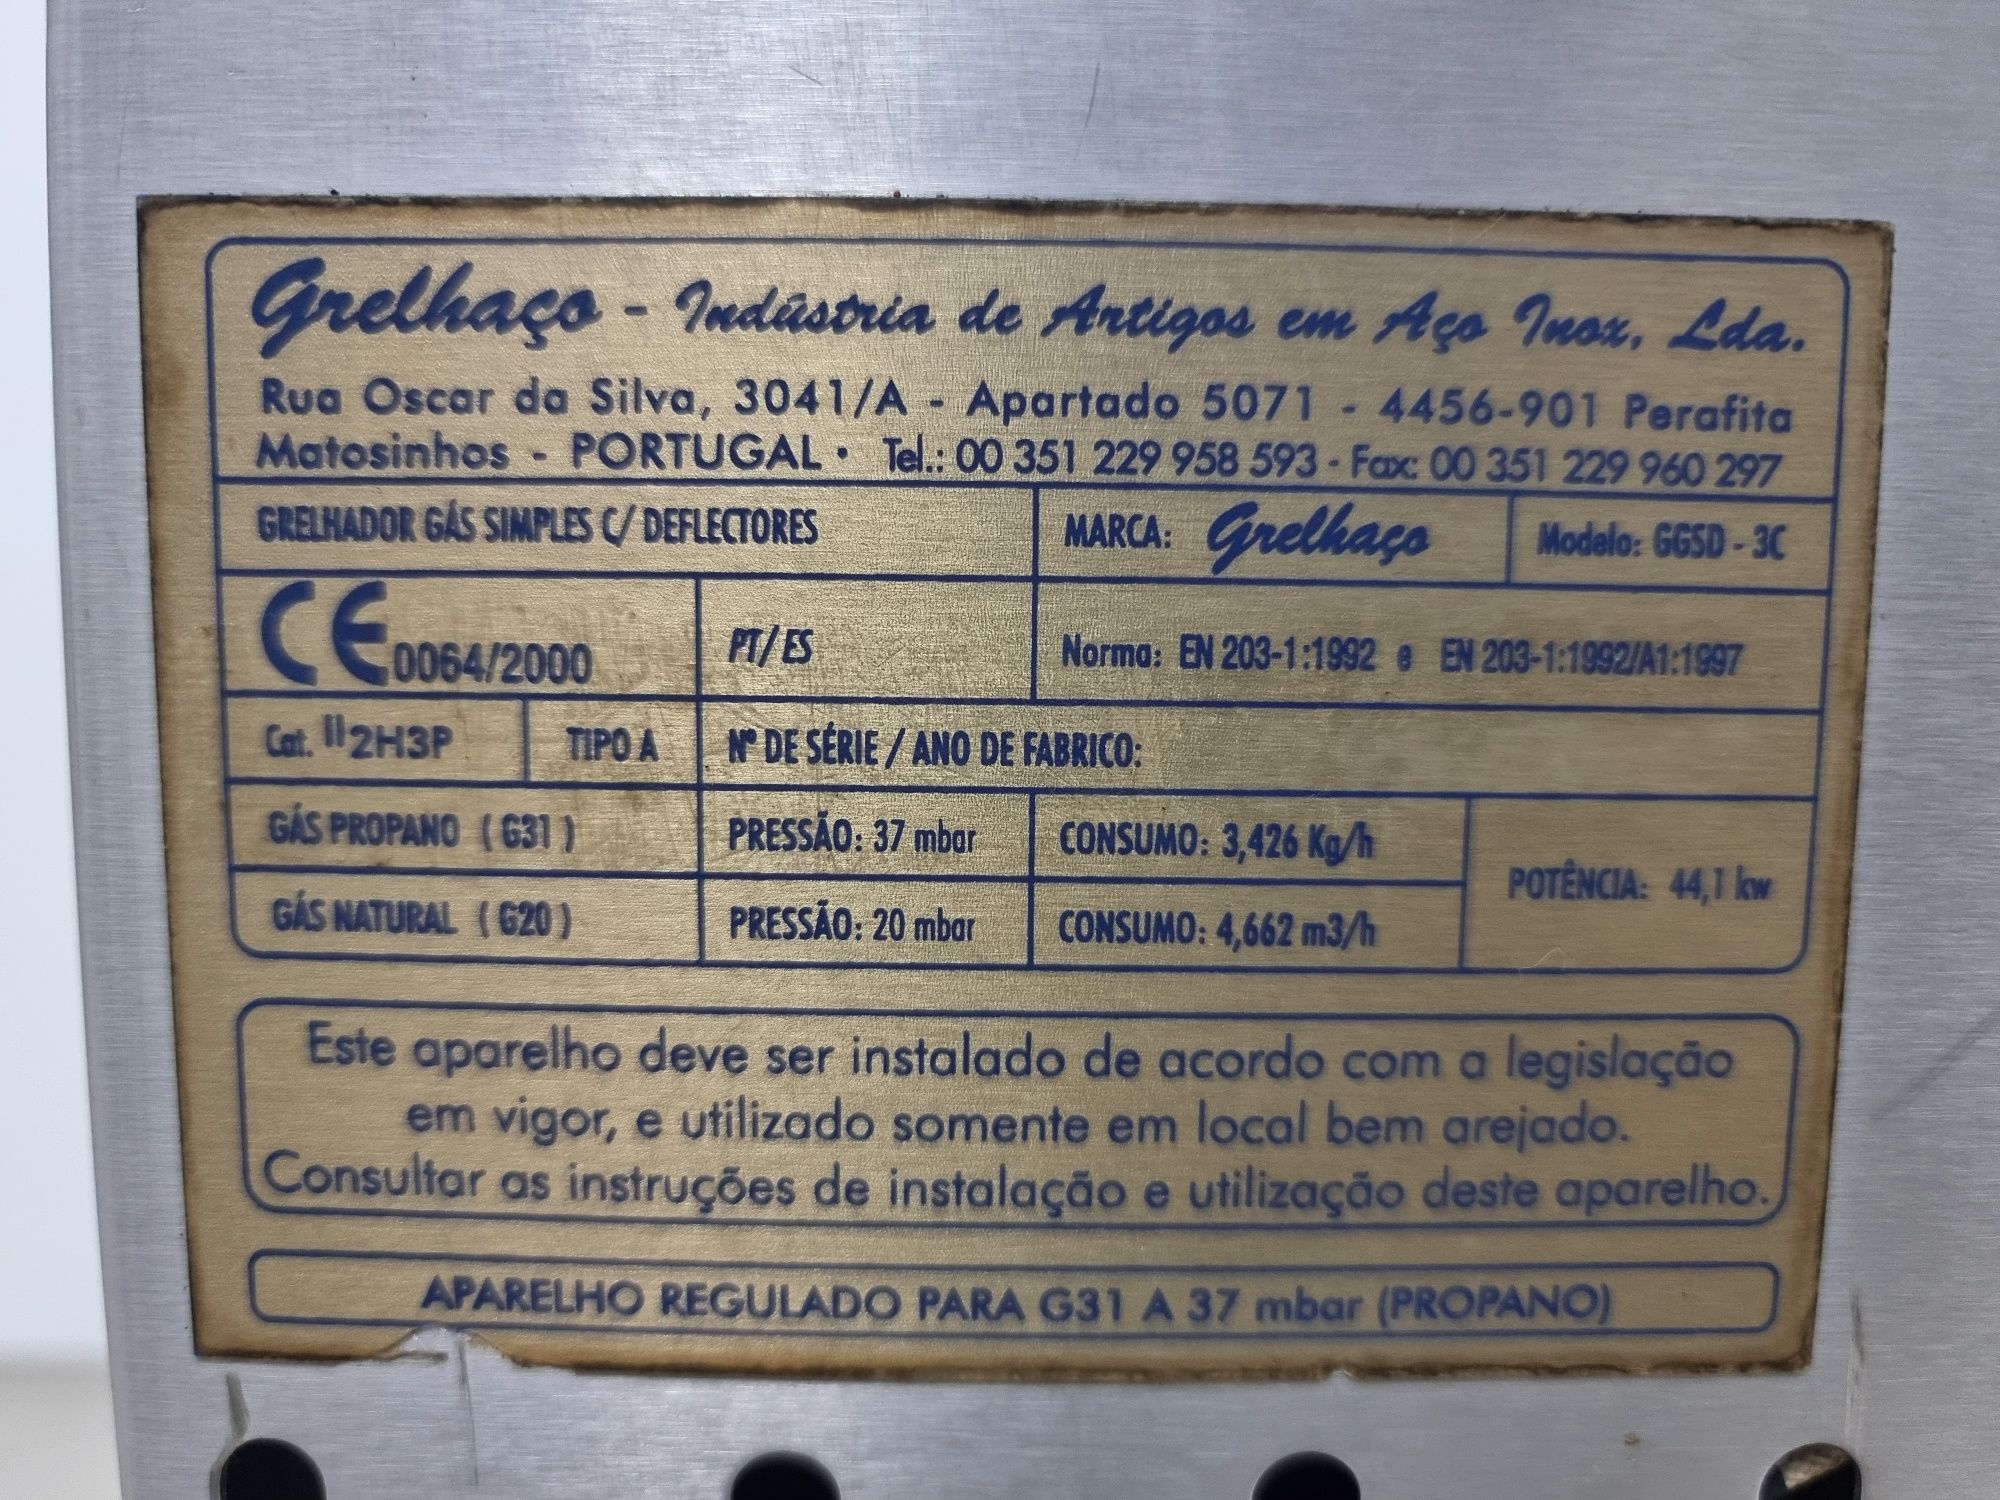 Grelhaço - Indústria de Artigos em Aço Inox, Lda.
Rua Oscar da Silva, 3041/A - Apartado 5071 - 4456-901 Perafita
Matosinhos - PORTUGAL • Tel.: 00 351 229 958 593 - Fax: 00 351 229 960 297
GRELHADOR GÁS SIMPLES C/ DEFLECTORES
MARCA: Grelhaço
Modelo: GGSD - 3C
CE 0064/2000
PT/ES
Norma: EN 203-1:1992 e EN 203-1:1992/A1:1997
Cat. II 2H3P
TIPO A
Nº DE SÉRIE / ANO DE FABRICO:
GÁS PROPANO (G31)
PRESSÃO: 37 mbar
CONSUMO: 3,426 Kg/h
POTÊNCIA: 44,1 kw
GÁS NATURAL (G20)
PRESSÃO: 20 mbar
CONSUMO: 4,662 m3/h
Este aparelho deve ser instalado de acordo com a legislação
em vigor, e utilizado somente em local bem arejado.
Consultar as instruções de instalação e utilização deste aparelho.
APARELHO REGULADO PARA G31 A 37 mbar (PROPANO)